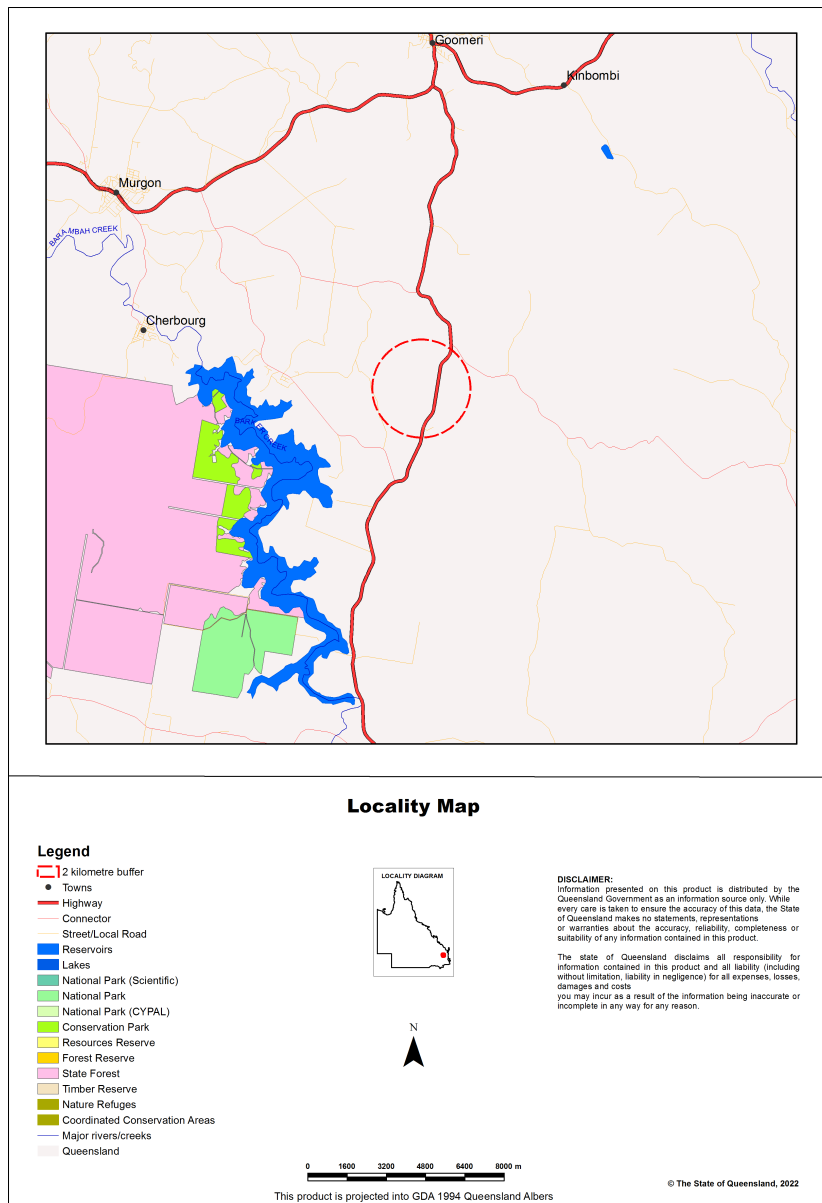 Goomeri
Kinbombi
Murgon
BARAMBAH CREEK
Cherbourg
BARKER CREEK
Locality Map
Legend
2 kilometre buffer
Towns
Highway
Connector
Street/Local Road
Reservoirs
Lakes
National Park (Scientific)
National Park
National Park (CYPAL)
Conservation Park
Resources Reserve
Forest Reserve
State Forest
Timber Reserve
Nature Refuges
Coordinated Conservation Areas
Major rivers/creeks
Queensland
LOCALITY DIAGRAM
N
0 1600 3200 4800 6400 8000 m
This product is projected into GDA 1994 Queensland Albers
DISCLAIMER:
Information presented on this product is distributed by the
Queensland Government as an information source only. While
every care is taken to ensure the accuracy of this data, the State
of Queensland makes no statements, representations
or warranties about the accuracy, reliability, completeness or
suitability of any information contained in this product.
The state of Queensland disclaims all responsibility for
information contained in this product and all liability (including
without limitation, liability in negligence) for all expenses, losses,
damages and costs
you may incur as a result of the information being inaccurate or
incomplete in any way for any reason.
© The State of Queensland, 2022